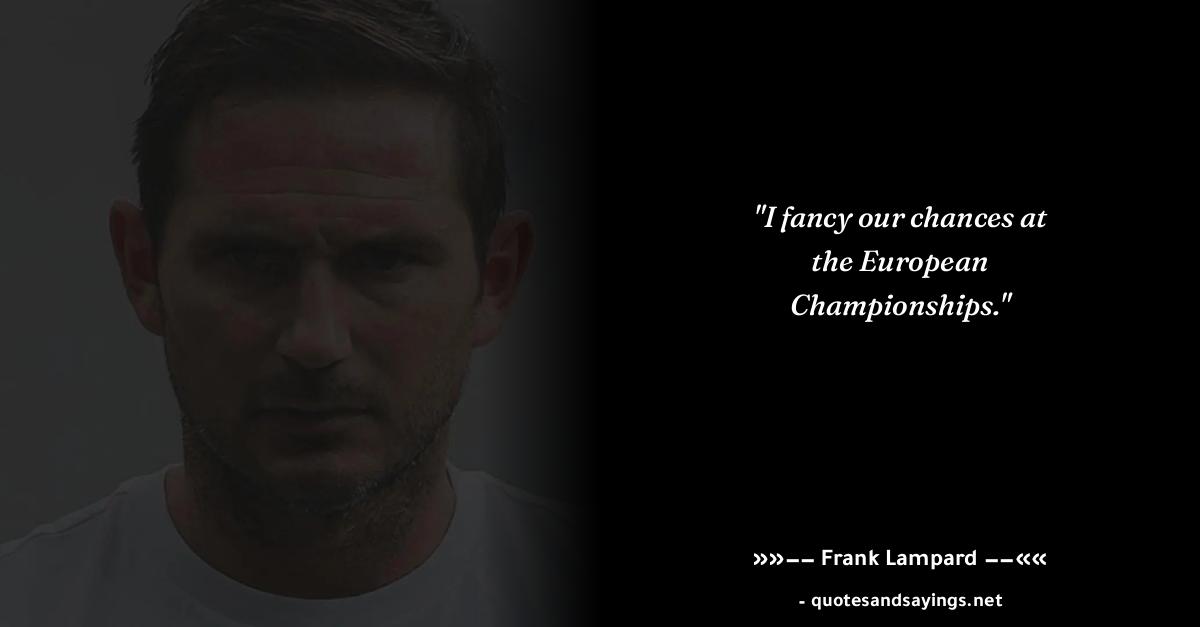 "I fancy our chances at
the European
Championships."
»»−− Frank Lampard −−««
- quotesandsayings.net